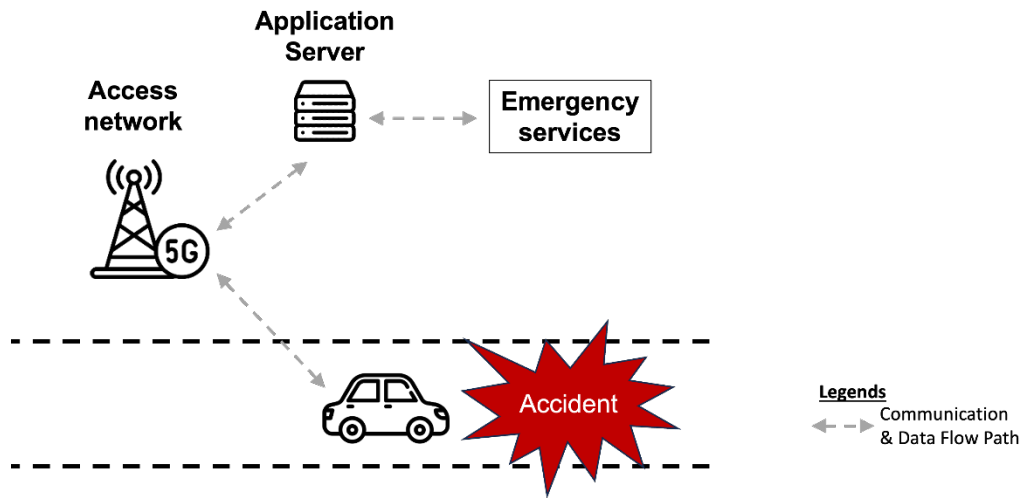 Application
Server
Access
network
Emergency
services
5G
Accident
Legends
Communication
& Data Flow Path